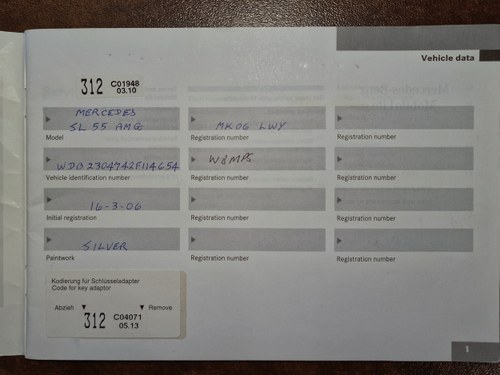 Vehicle data
312 C01948
03.10
MERCEDES
SL 55 AMG
MK06 LWY
Model
Registration number
Registration number
WDB2304742F114654
W8MPS
Vehicle identification number
Registration number
Registration number
16-3-06
Initial registration
Registration number
Registration number
SILVER
Paintwork
Registration number
Registration number
Kodierung für Schlüsseladapter
Code for key adaptor
Abzieh Remove
312 C04071
05.13
1